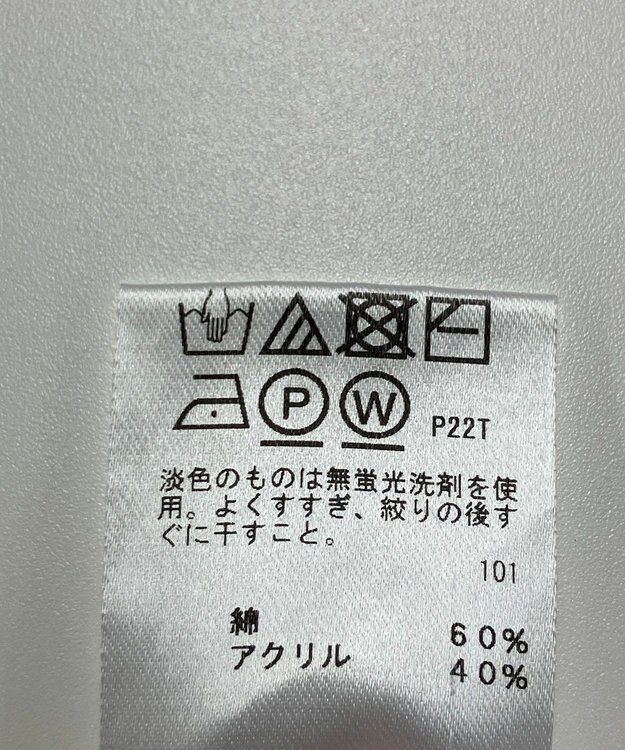 P W P22T
淡色のものは無蛍光洗剤を使
用。よくすすぎ、絞りの後す
ぐに干すこと。
101
綿 60%
アクリル 40%